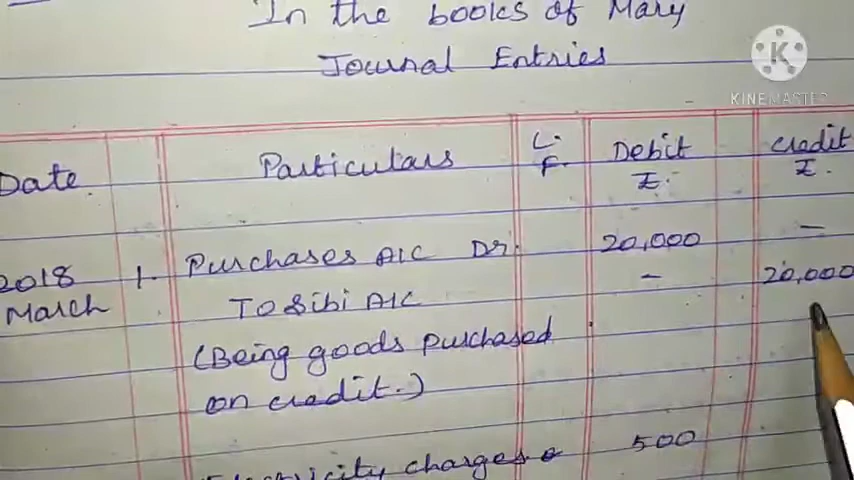 In the books of Mary
Journal Entries
KINEMASTER
Date Particulars L.F. Debit ₹. Credit ₹.
2018 March 1. Purchases A/C Dr. 20,000 –
To Sibi A/C – 20,000
(Being goods purchased
on credit.)
Electricity charges 500